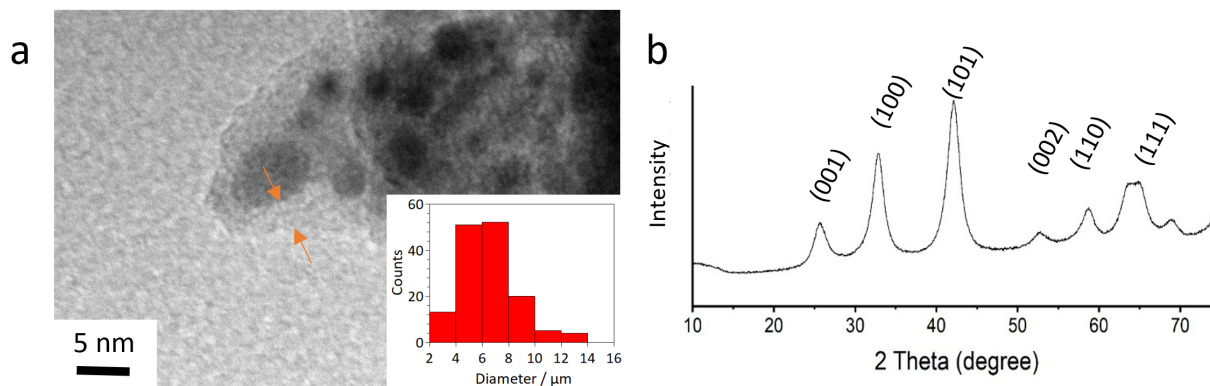 a
5 nm
60
40
20
0
Counts
2 4 6 8 10 12 14 16
Diameter / µm
b
(001)
(100)
(101)
(002)
(110)
(111)
Intensity
10 20 30 40 50 60 70
2 Theta (degree)